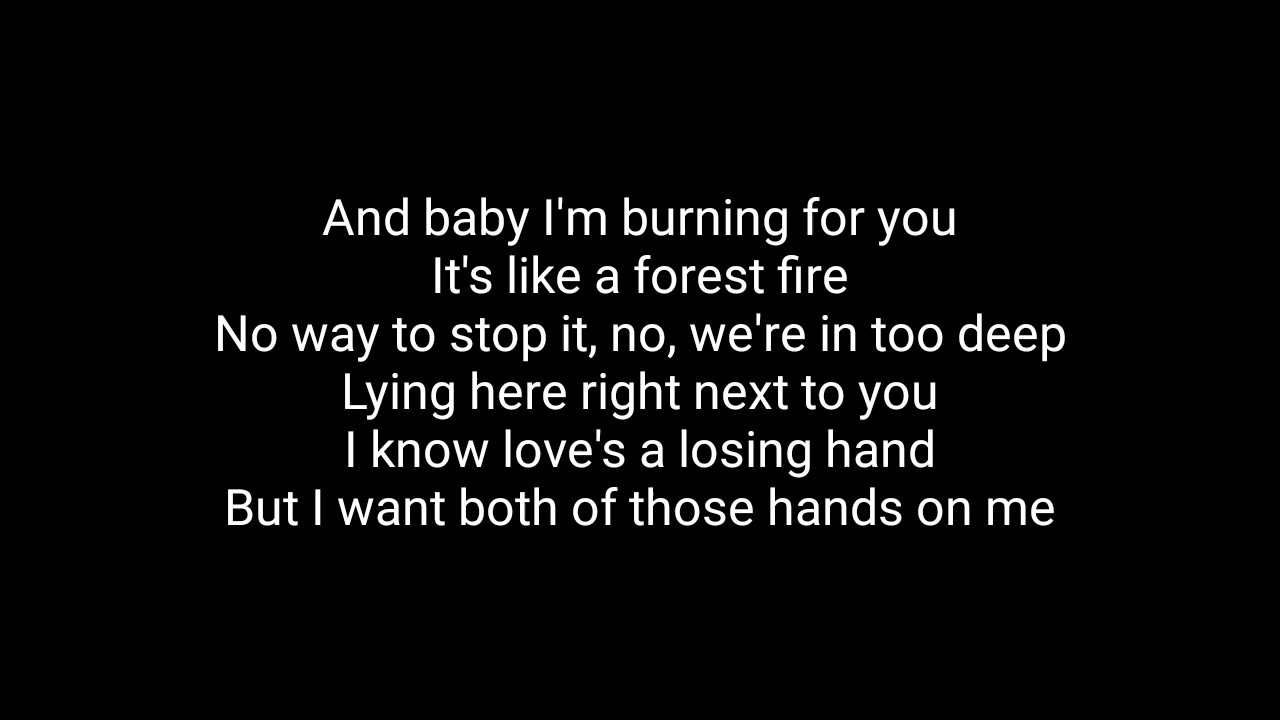 And baby I'm burning for you
It's like a forest fire
No way to stop it, no, we're in too deep
Lying here right next to you
I know love's a losing hand
But I want both of those hands on me